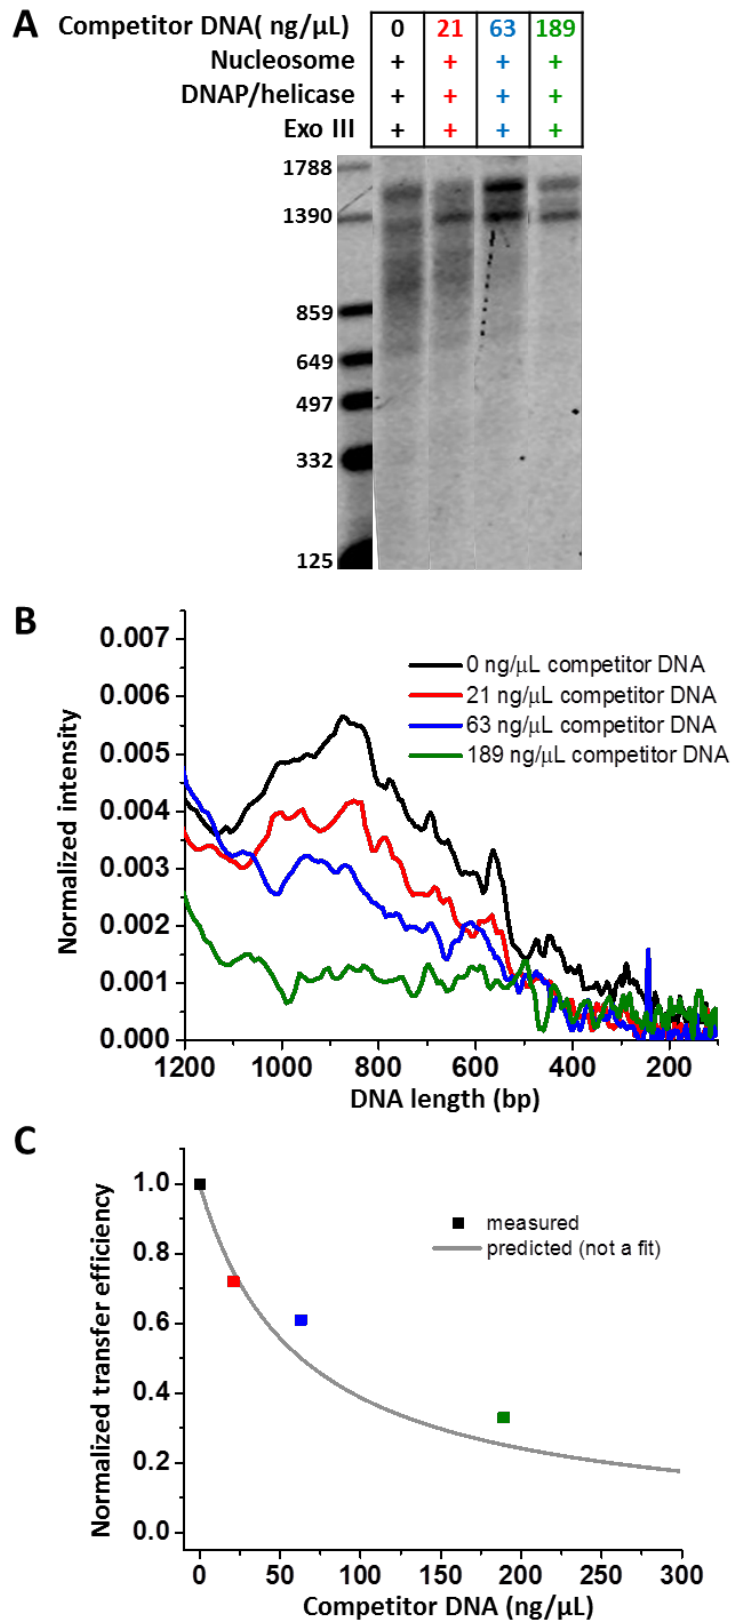 A
Competitor DNA( ng/μL) 0 21 63 189
Nucleosome + + + +
DNAP/helicase + + + +
Exo III + + + +
1788
1390
859
649
497
332
125
B
0.007
0.006
0.005
0.004
0.003
0.002
0.001
0.000
Normalized intensity
0 ng/μL competitor DNA
21 ng/μL competitor DNA
63 ng/μL competitor DNA
189 ng/μL competitor DNA
1200 1000 800 600 400 200
DNA length (bp)
C
1.0
0.8
0.6
0.4
0.2
0.0
Normalized transfer efficiency
measured
predicted (not a fit)
0 50 100 150 200 250 300
Competitor DNA (ng/μL)